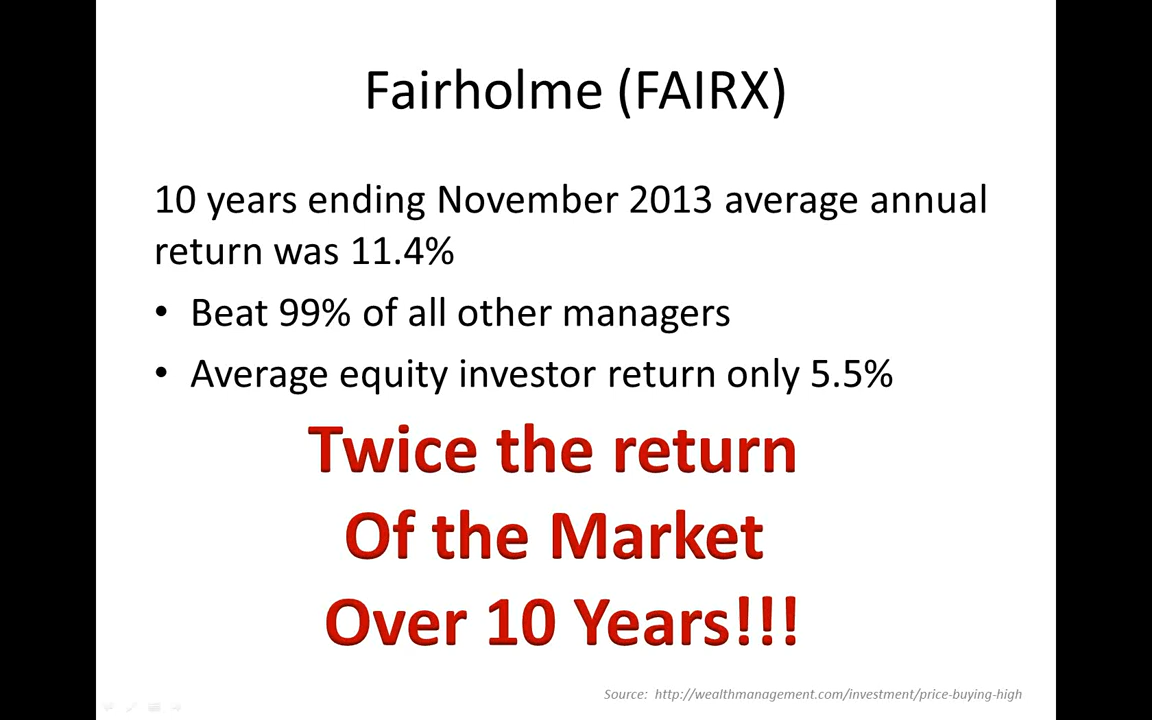 Fairholme (FAIRX)
10 years ending November 2013 average annual
return was 11.4%
• Beat 99% of all other managers
• Average equity investor return only 5.5%
Twice the return
Of the Market
Over 10 Years!!!
Source: http://wealthmanagement.com/investment/price-buying-high